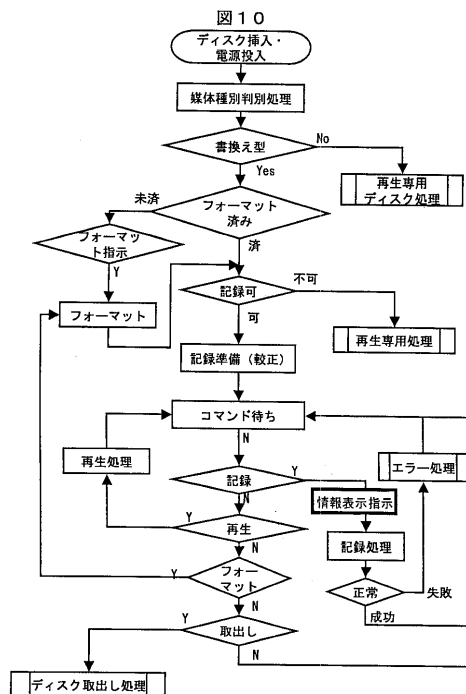 図10
ディスク挿入・
電源投入
媒体種別判別処理
書換え型
No
Yes
再生専用
ディスク処理
未済
フォーマット
済み
済
フォーマッ
ト指示
Y
フォーマット
記録可
不可
可
再生専用処理
記録準備（較正）
コマンド待ち
N
再生処理
記録
Y
エラー処理
N
情報表示指示
Y
再生
記録処理
N
Y
フォー
マット
正常
失敗
N
成功
Y
取出し
N
ディスク取出し処理